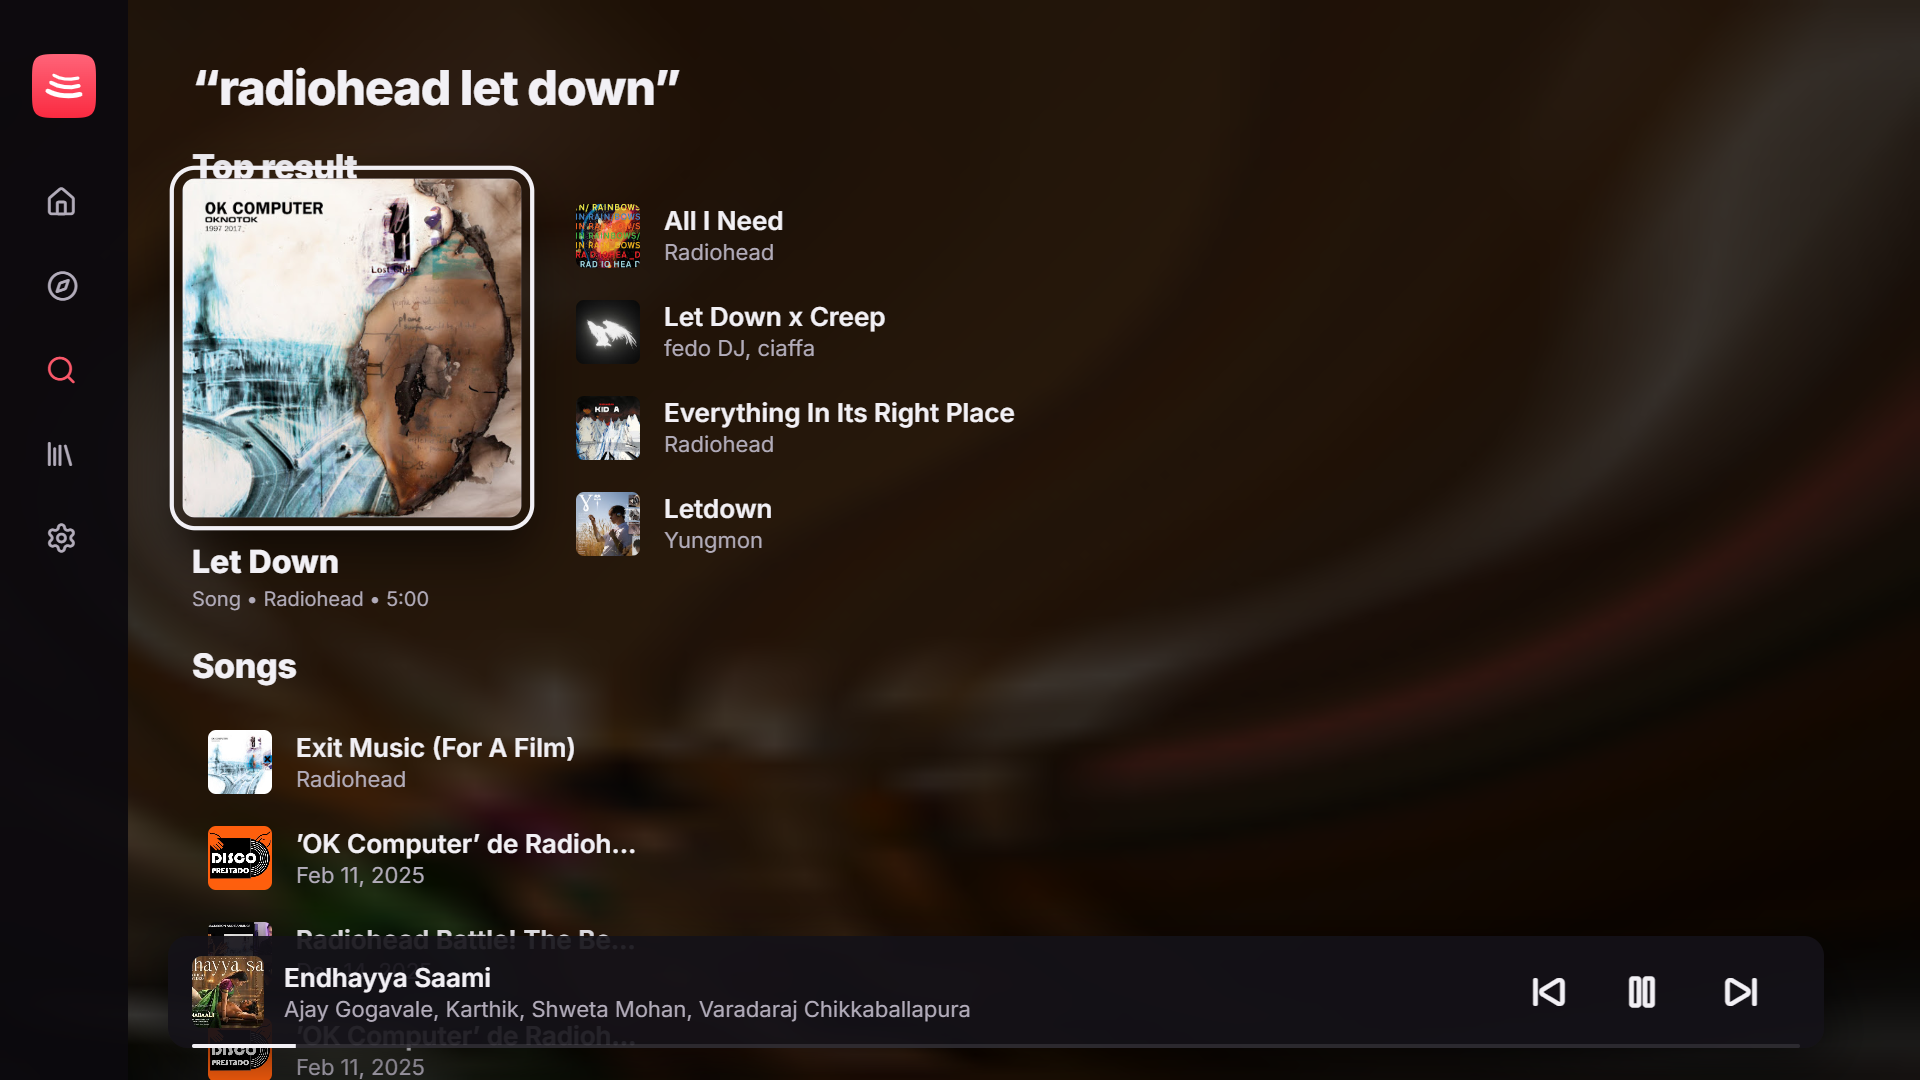 “radiohead let down”
Top result
OK COMPUTER
OKNOTOK
1997 2017
Let Down
Song • Radiohead • 5:00
All I Need
Radiohead
Let Down x Creep
fedo DJ, ciaffa
Everything In Its Right Place
Radiohead
KID A
Letdown
Yungmon
Songs
Exit Music (For A Film)
Radiohead
’OK Computer’ de Radioh...
Feb 11, 2025
DISCO
PRESTADO
Radiohead Battle! The Be...
Endhayya Saami
Ajay Gogavale, Karthik, Shweta Mohan, Varadaraj Chikkaballapura
’OK Computer’ de Radioh...
Feb 11, 2025